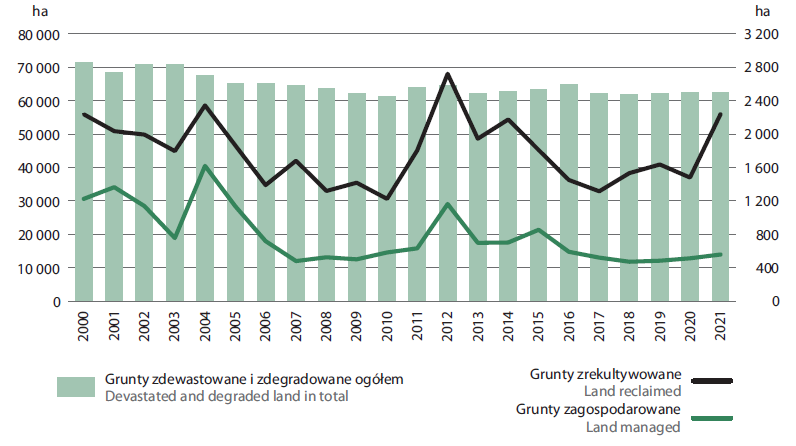 ha
ha
80 000
3 200
70 000
2 800
60 000
2 400
50 000
2 000
40 000
1 600
30 000
1 200
20 000
800
10 000
400
0
0
2000 2001 2002 2003 2004 2005 2006 2007 2008 2009 2010 2011 2012 2013 2014 2015 2016 2017 2018 2019 2020 2021
Grunty zdewastowane i zdegradowane ogółem
Devastated and degraded land in total
Grunty zrekultywowane
Land reclaimed
Grunty zagospodarowane
Land managed